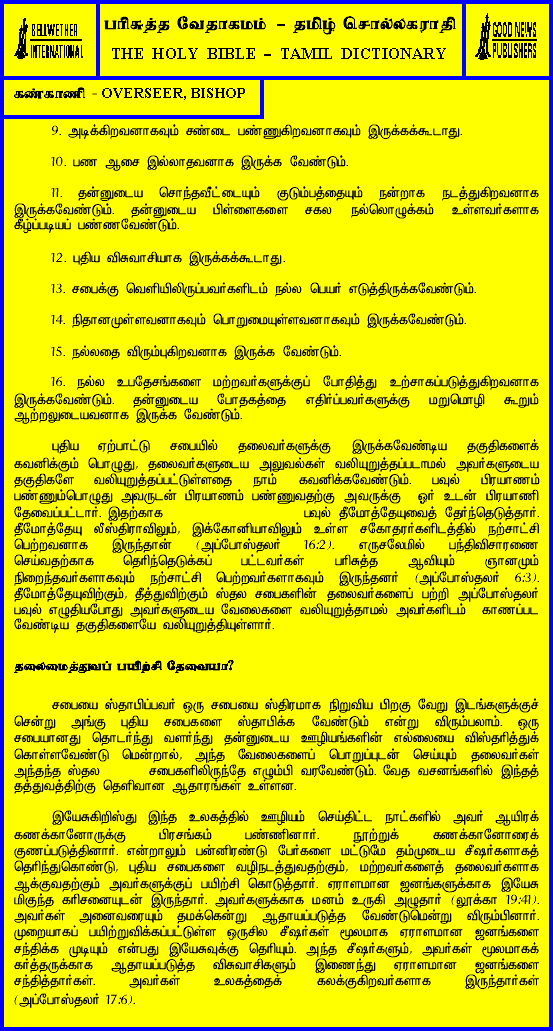 BELLWETHER
INTERNATIONAL
பரிசுத்த வேதாகமம் – தமிழ் சொல்லகராதி
THE HOLY BIBLE – TAMIL DICTIONARY
GOOD NEWS
PUBLISHERS
கண்காணி - OVERSEER, BISHOP
9. அடிக்கிறவனாகவும் சண்டை பண்ணுகிறவனாகவும் இருக்கக்கூடாது.
10. பண ஆசை இல்லாதவனாக இருக்க வேண்டும்.
11. தன்னுடைய சொந்தவீட்டையும் குடும்பத்தையும் நன்றாக நடத்துகிறவனாக
இருக்கவேண்டும். தன்னுடைய பிள்ளைகளை சகல நல்லொழுக்கம் உள்ளவர்களாக
கீழ்ப்படியப் பண்ணவேண்டும்.
12. புதிய விசுவாசியாக இருக்கக்கூடாது.
13. சபைக்கு வெளியிலிருப்பவர்களிடம் நல்ல பெயர் எடுத்திருக்கவேண்டும்.
14. நிதானமுள்ளவனாகவும் பொறுமையுள்ளவனாகவும் இருக்கவேண்டும்.
15. நல்லதை விரும்புகிறவனாக இருக்க வேண்டும்.
16. நல்ல உபதேசங்களை மற்றவர்களுக்குப் போதித்து உற்சாகப்படுத்துகிறவனாக
இருக்கவேண்டும். தன்னுடைய போதகத்தை எதிர்ப்பவர்களுக்கு மறுமொழி கூறும்
ஆற்றலுடையவனாக இருக்க வேண்டும்.
புதிய ஏற்பாட்டு சபையில் தலைவர்களுக்கு இருக்கவேண்டிய தகுதிகளைக்
கவனிக்கும் பொழுது, தலைவர்களுடைய அலுவல்கள் வலியுறுத்தப்படாமல் அவர்களுடைய
தகுதிகளே வலியுறுத்தப்பட்டுள்ளதை நாம் கவனிக்கவேண்டும். பவுல் பிரயாணம்
பண்ணும்பொழுது அவருடன் பிரயாணம் பண்ணுவதற்கு அவருக்கு ஓர் உடன் பிரயாணி
தேவைப்பட்டார். இதற்காக பவுல் தீமோத்தேயுவைத் தேர்ந்தெடுத்தார்.
தீமோத்தேயு லீஸ்திராவிலும், இக்கோனியாவிலும் உள்ள சகோதரர்களிடத்தில் நற்சாட்சி
பெற்றவனாக இருந்தான் (அப்போஸ்தலர் 16:2). எருசலேமில் பந்திவிசாரணை
செய்வதற்காக தெரிந்தெடுக்கப் பட்டவர்கள் பரிசுத்த ஆவியும் ஞானமும்
நிறைந்தவர்களாகவும் நற்சாட்சி பெற்றவர்களாகவும் இருந்தனர் (அப்போஸ்தலர் 6:3).
தீமோத்தேயுவிற்கும், தீத்துவிற்கும் ஸ்தல சபைகளின் தலைவர்களைப் பற்றி அப்போஸ்தலர்
பவுல் எழுதியபோது அவர்களுடைய வேலைகளை வலியுறுத்தாமல் அவர்களிடம் காணப்பட
வேண்டிய தகுதிகளையே வலியுறுத்தியுள்ளார்.
தலைமைத்துவப் பயிற்சி தேவையா?
சபையை ஸ்தாபிப்பவர் ஒரு சபையை ஸ்திரமாக நிறுவிய பிறகு வேறு இடங்களுக்குச்
சென்று அங்கு புதிய சபைகளை ஸ்தாபிக்க வேண்டும் என்று விரும்பலாம். ஒரு
சபையானது தொடர்ந்து வளர்ந்து தன்னுடைய ஊழியங்களின் எல்லையை விஸ்தரித்துக்
கொள்ளவேண்டு மென்றால், அந்த வேலைகளைப் பொறுப்புடன் செய்யும் தலைவர்கள்
அந்தந்த ஸ்தல சபைகளிலிருந்தே எழும்பி வரவேண்டும். வேத வசனங்களில் இந்தத்
தத்துவத்திற்கு தெளிவான ஆதாரங்கள் உள்ளன.
இயேசுகிறிஸ்து இந்த உலகத்தில் ஊழியம் செய்திட்ட நாட்களில் அவர் ஆயிரக்
கணக்கானோருக்கு பிரசங்கம் பண்ணினார். நூற்றுக் கணக்கானோரைக்
குணப்படுத்தினார். என்றாலும் பன்னிரண்டு பேர்களை மட்டுமே தம்முடைய சீஷர்களாகத்
தெரிந்துகொண்டு, புதிய சபைகளை வழிநடத்துவதற்கும், மற்றவர்களைத் தலைவர்களாக
ஆக்குவதற்கும் அவர்களுக்குப் பயிற்சி கொடுத்தார். ஏராளமான ஜனங்களுக்காக இயேசு
மிகுந்த கரிசனையுடன் இருந்தார். அவர்களுக்காக மனம் உருகி அழுதார் (லூக்கா 19:41).
அவர்கள் அனைவரையும் தமக்கென்று ஆதாயப்படுத்த வேண்டுமென்று விரும்பினார்.
முறையாகப் பயிற்றுவிக்கப்பட்டுள்ள ஒருசில சீஷர்கள் மூலமாக ஏராளமான ஜனங்களை
சந்திக்க முடியும் என்பது இயேசுவுக்கு தெரியும். அந்த சீஷர்களும், அவர்கள் மூலமாகக்
கர்த்தருக்காக ஆதாயப்படுத்த விசுவாசிகளும் இணைந்து ஏராளமான ஜனங்களை
சந்தித்தார்கள். அவர்கள் உலகத்தைக் கலக்குகிறவர்களாக இருந்தார்கள்
(அப்போஸ்தலர் 17:6).